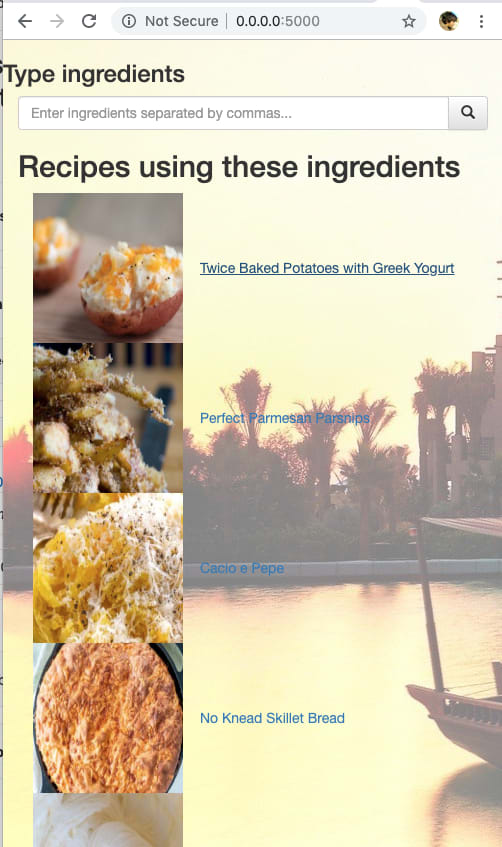 Not Secure | 0.0.0.0:5000
Type ingredients
Enter ingredients separated by commas...
Recipes using these ingredients
Twice Baked Potatoes with Greek Yogurt
Perfect Parmesan Parsnips
Cacio e Pepe
No Knead Skillet Bread